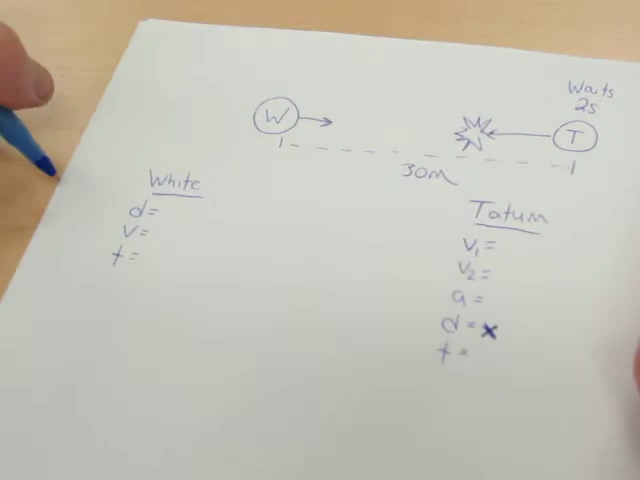 Waits
2s
W
T
30m
White
d=
v=
t=
Tatum
v₁ =
v₂ =
a =
d = x
t =